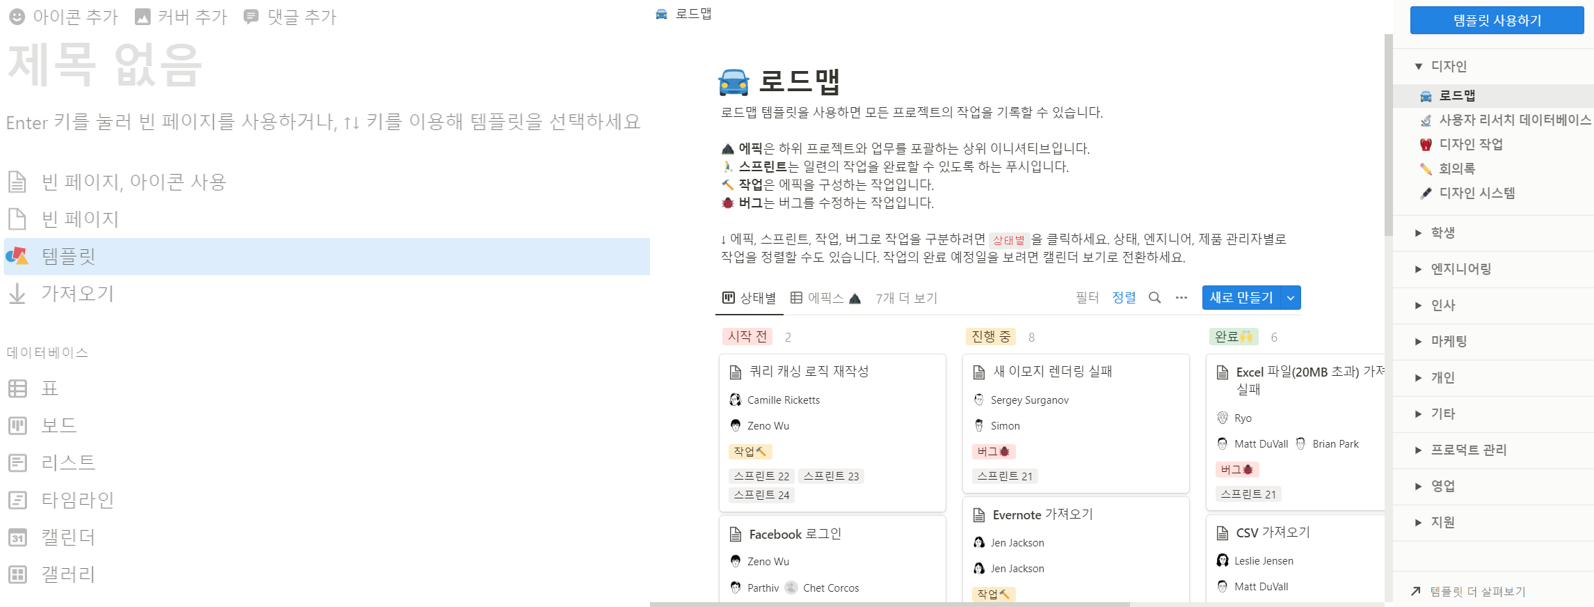 아이콘 추가 커버 추가 댓글 추가
제목 없음
Enter 키를 눌러 빈 페이지를 사용하거나, ↑↓ 키를 이용해 템플릿을 선택하세요
빈 페이지, 아이콘 사용
빈 페이지
템플릿
가져오기
데이터베이스
표
보드
리스트
타임라인
31 캘린더
갤러리
로드맵
로드맵
로드맵 템플릿을 사용하면 모든 프로젝트의 작업을 기록할 수 있습니다.
에픽은 하위 프로젝트와 업무를 포괄하는 상위 이니셔티브입니다.
스프린트는 일련의 작업을 완료할 수 있도록 하는 푸시입니다.
작업은 에픽을 구성하는 작업입니다.
버그는 버그를 수정하는 작업입니다.
↓ 에픽, 스프린트, 작업, 버그로 작업을 구분하려면 상태별 을 클릭하세요. 상태, 엔지니어, 제품 관리자별로
작업을 정렬할 수도 있습니다. 작업의 완료 예정일을 보려면 캘린더 보기로 전환하세요.
상태별 에픽스 7개 더 보기 필터 정렬 ··· 새로 만들기
시작 전 2
쿼리 캐싱 로직 재작성
Camille Ricketts
Zeno Wu
작업
스프린트 22 스프린트 23
스프린트 24
Facebook 로그인
Zeno Wu
Parthiv Chet Corcos
진행 중 8
새 이모지 렌더링 실패
Sergey Surganov
Simon
버그
스프린트 21
Evernote 가져오기
Jen Jackson
Jen Jackson
작업
완료 6
Excel 파일(20MB 초과) 가져
실패
Ryo
Matt DuVall Brian Park
버그
스프린트 21
CSV 가져오기
Leslie Jensen
Matt DuVall
템플릿 사용하기
디자인
로드맵
사용자 리서치 데이터베이스
디자인 작업
회의록
디자인 시스템
학생
엔지니어링
인사
마케팅
개인
기타
프로덕트 관리
영업
지원
템플릿 더 살펴보기